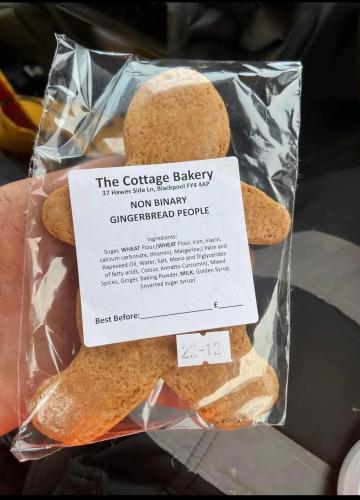 The Cottage Bakery
37 Hawes Side Ln, Blackpool FY4 4AP
NON BINARY
GINGERBREAD PEOPLE
Ingredients:
Sugar, WHEAT Flour,(WHEAT Flour, iron, niacin,
calcium carbonate, thiamin), Margarine,( Palm and
Rapeseed Oil, Water, Salt, Mono and Diglycerides
of fatty acids, Colour, Annatto Curcumin), Mixed
Spices, Ginger, Baking Powder, MILK, Golden Syrup,
(inverted sugar syrup)
Best Before:____________________ £______
22-12